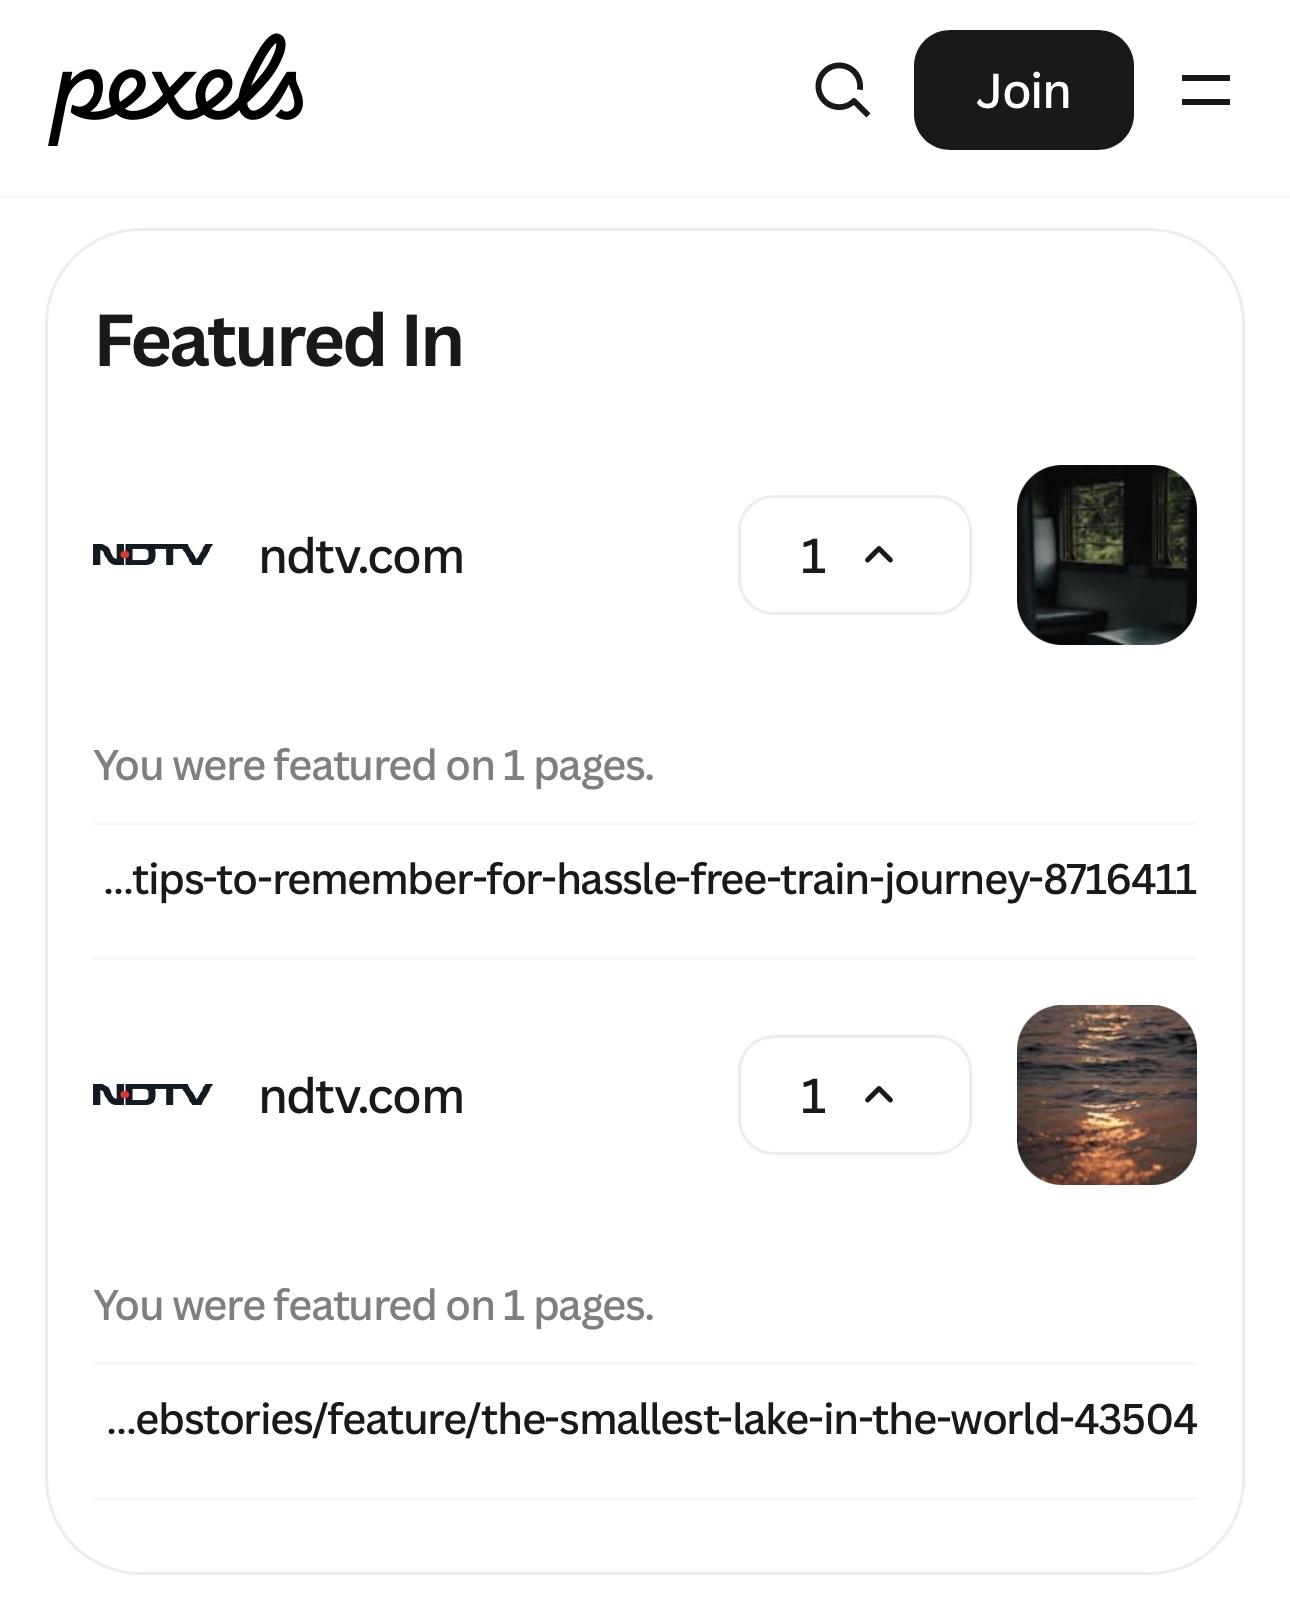 pexels
Join
Featured In
NDTV ndtv.com 1
You were featured on 1 pages.
...tips-to-remember-for-hassle-free-train-journey-8716411
NDTV ndtv.com 1
You were featured on 1 pages.
...ebstories/feature/the-smallest-lake-in-the-world-43504